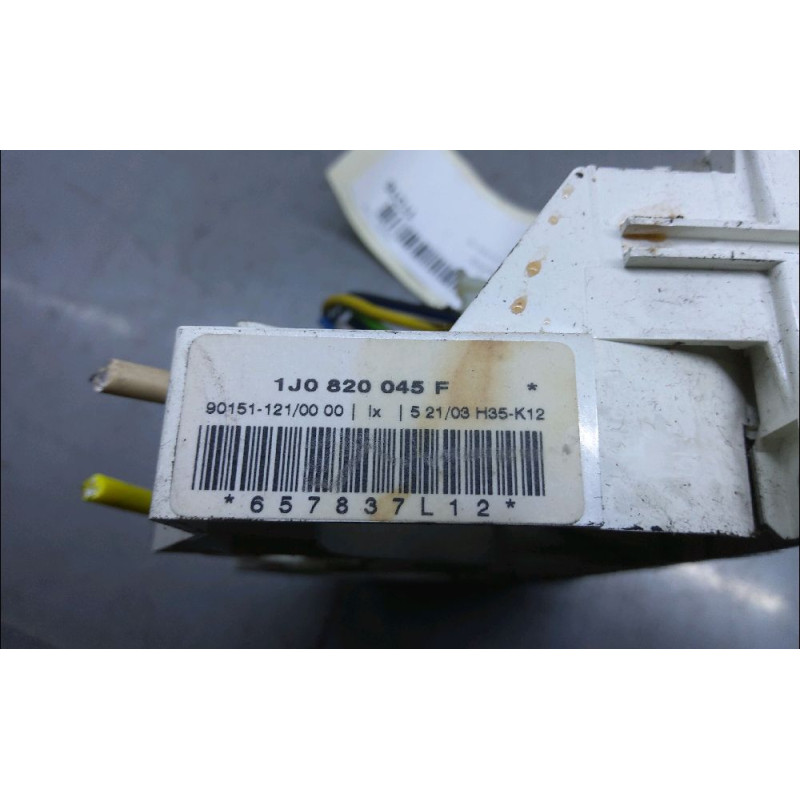 1J0 820 045 F *
90151-121/00 00 | lx | 5 21/03 H35-K12
*657837L12*